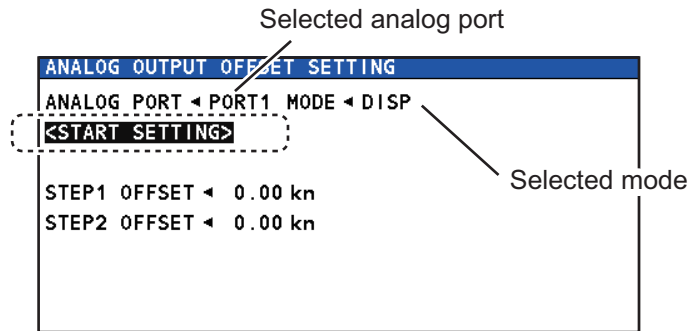 Selected analog port
ANALOG OUTPUT OFFSET SETTING
ANALOG PORT ◄ PORT1 MODE ◄ DISP
<START SETTING>
Selected mode
STEP1 OFFSET ◄ 0.00 kn
STEP2 OFFSET ◄ 0.00 kn